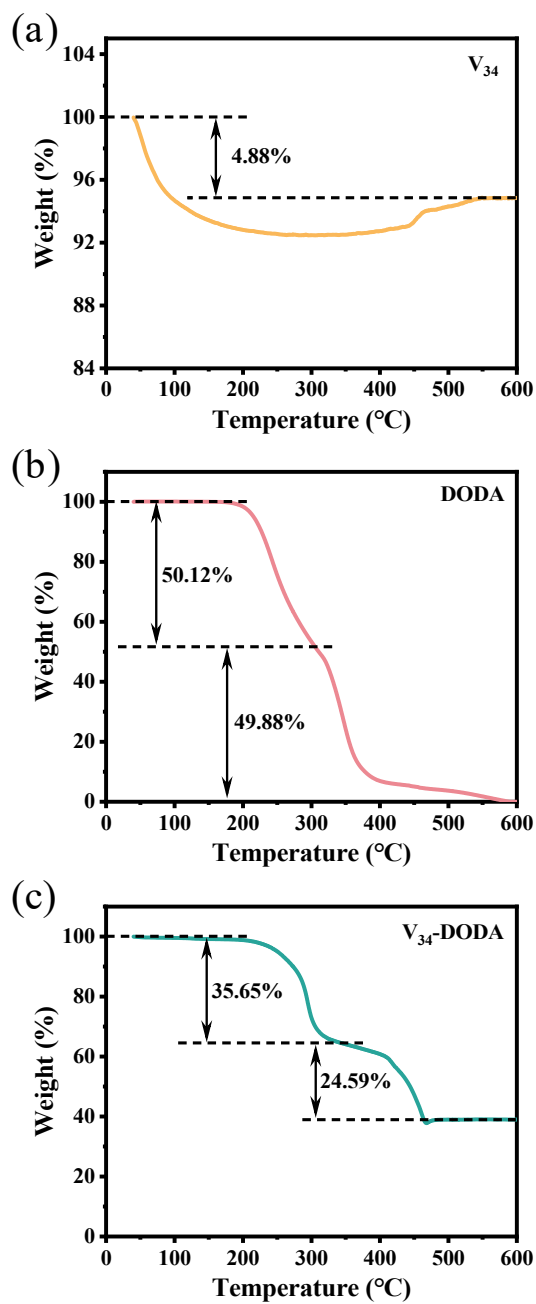 (a)
V₃₄
104
100
96
92
88
84
4.88%
Weight (%)
0 100 200 300 400 500 600
Temperature (°C)
(b)
DODA
100
80
60
40
20
0
50.12%
49.88%
Weight (%)
0 100 200 300 400 500 600
Temperature (°C)
(c)
V₃₄-DODA
100
80
60
40
20
0
35.65%
24.59%
Weight (%)
0 100 200 300 400 500 600
Temperature (°C)